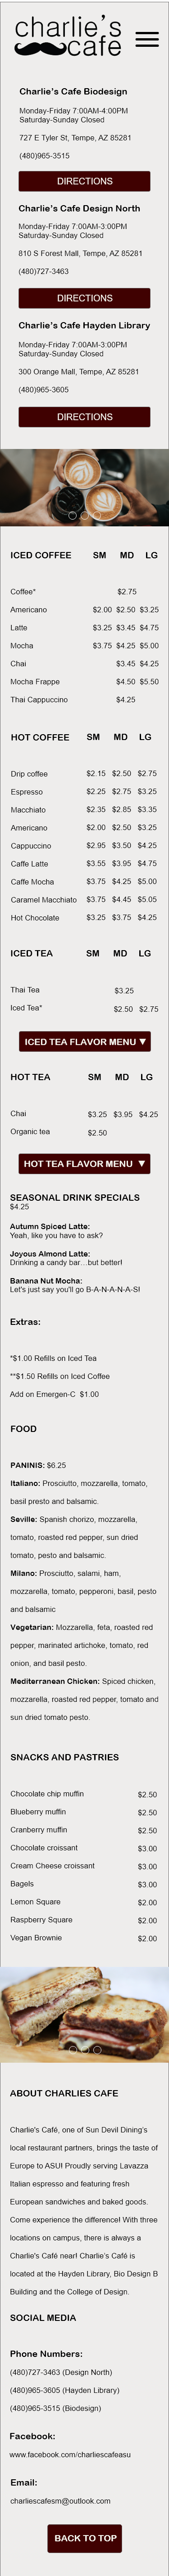 charlie's
cafe
Charlie's Cafe Biodesign
Monday-Friday 7:00AM-4:00PM
Saturday-Sunday Closed
727 E Tyler St, Tempe, AZ 85281
(480)965-3515
DIRECTIONS
Charlie's Cafe Design North
Monday-Friday 7:00AM-3:00PM
Saturday-Sunday Closed
810 S Forest Mall, Tempe, AZ 85281
(480)727-3463
DIRECTIONS
Charlie's Cafe Hayden Library
Monday-Friday 7:00AM-3:00PM
Saturday-Sunday Closed
300 Orange Mall, Tempe, AZ 85281
(480)965-3605
DIRECTIONS
ICED COFFEE SM MD LG
Coffee* $2.75
Americano $2.00 $2.50 $3.25
Latte $3.25 $3.45 $4.75
Mocha $3.75 $4.25 $5.00
Chai $3.45 $4.25
Mocha Frappe $4.50 $5.50
Thai Cappuccino $4.25
HOT COFFEE SM MD LG
Drip coffee $2.15 $2.50 $2.75
Espresso $2.25 $2.75 $3.25
Macchiato $2.35 $2.85 $3.35
Americano $2.00 $2.50 $3.25
Cappuccino $2.95 $3.50 $4.25
Caffe Latte $3.55 $3.95 $4.75
Caffe Mocha $3.75 $4.25 $5.00
Caramel Macchiato $3.75 $4.45 $5.05
Hot Chocolate $3.25 $3.75 $4.25
ICED TEA SM MD LG
Thai Tea $3.25
Iced Tea* $2.50 $2.75
ICED TEA FLAVOR MENU ▼
HOT TEA SM MD LG
Chai $3.25 $3.95 $4.25
Organic tea $2.50
HOT TEA FLAVOR MENU ▼
SEASONAL DRINK SPECIALS
$4.25
Autumn Spiced Latte:
Yeah, like you have to ask?
Joyous Almond Latte:
Drinking a candy bar...but better!
Banana Nut Mocha:
Let's just say you'll go B-A-N-A-N-A-S!
Extras:
*$1.00 Refills on Iced Tea
**$1.50 Refills on Iced Coffee
Add on Emergen-C $1.00
FOOD
PANINIS: $6.25
Italiano: Prosciutto, mozzarella, tomato,
basil presto and balsamic.
Seville: Spanish chorizo, mozzarella,
tomato, roasted red pepper, sun dried
tomato, pesto and balsamic.
Milano: Prosciutto, salami, ham,
mozzarella, tomato, pepperoni, basil, pesto
and balsamic
Vegetarian: Mozzarella, feta, roasted red
pepper, marinated artichoke, tomato, red
onion, and basil pesto.
Mediterranean Chicken: Spiced chicken,
mozzarella, roasted red pepper, tomato and
sun dried tomato pesto.
SNACKS AND PASTRIES
Chocolate chip muffin $2.50
Blueberry muffin $2.50
Cranberry muffin $2.50
Chocolate croissant $3.00
Cream Cheese croissant $3.00
Bagels $3.00
Lemon Square $2.00
Raspberry Square $2.00
Vegan Brownie $2.00
ABOUT CHARLIES CAFE
Charlie's Café, one of Sun Devil Dining's
local restaurant partners, brings the taste of
Europe to ASU! Proudly serving Lavazza
Italian espresso and featuring fresh
European sandwiches and baked goods.
Come experience the difference! With three
locations on campus, there is always a
Charlie's Café near! Charlie's Café is
located at the Hayden Library, Bio Design B
Building and the College of Design.
SOCIAL MEDIA
Phone Numbers:
(480)727-3463 (Design North)
(480)965-3605 (Hayden Library)
(480)965-3515 (Biodesign)
Facebook:
www.facebook.com/charliescafeasu
Email:
charliescafesm@outlook.com
BACK TO TOP